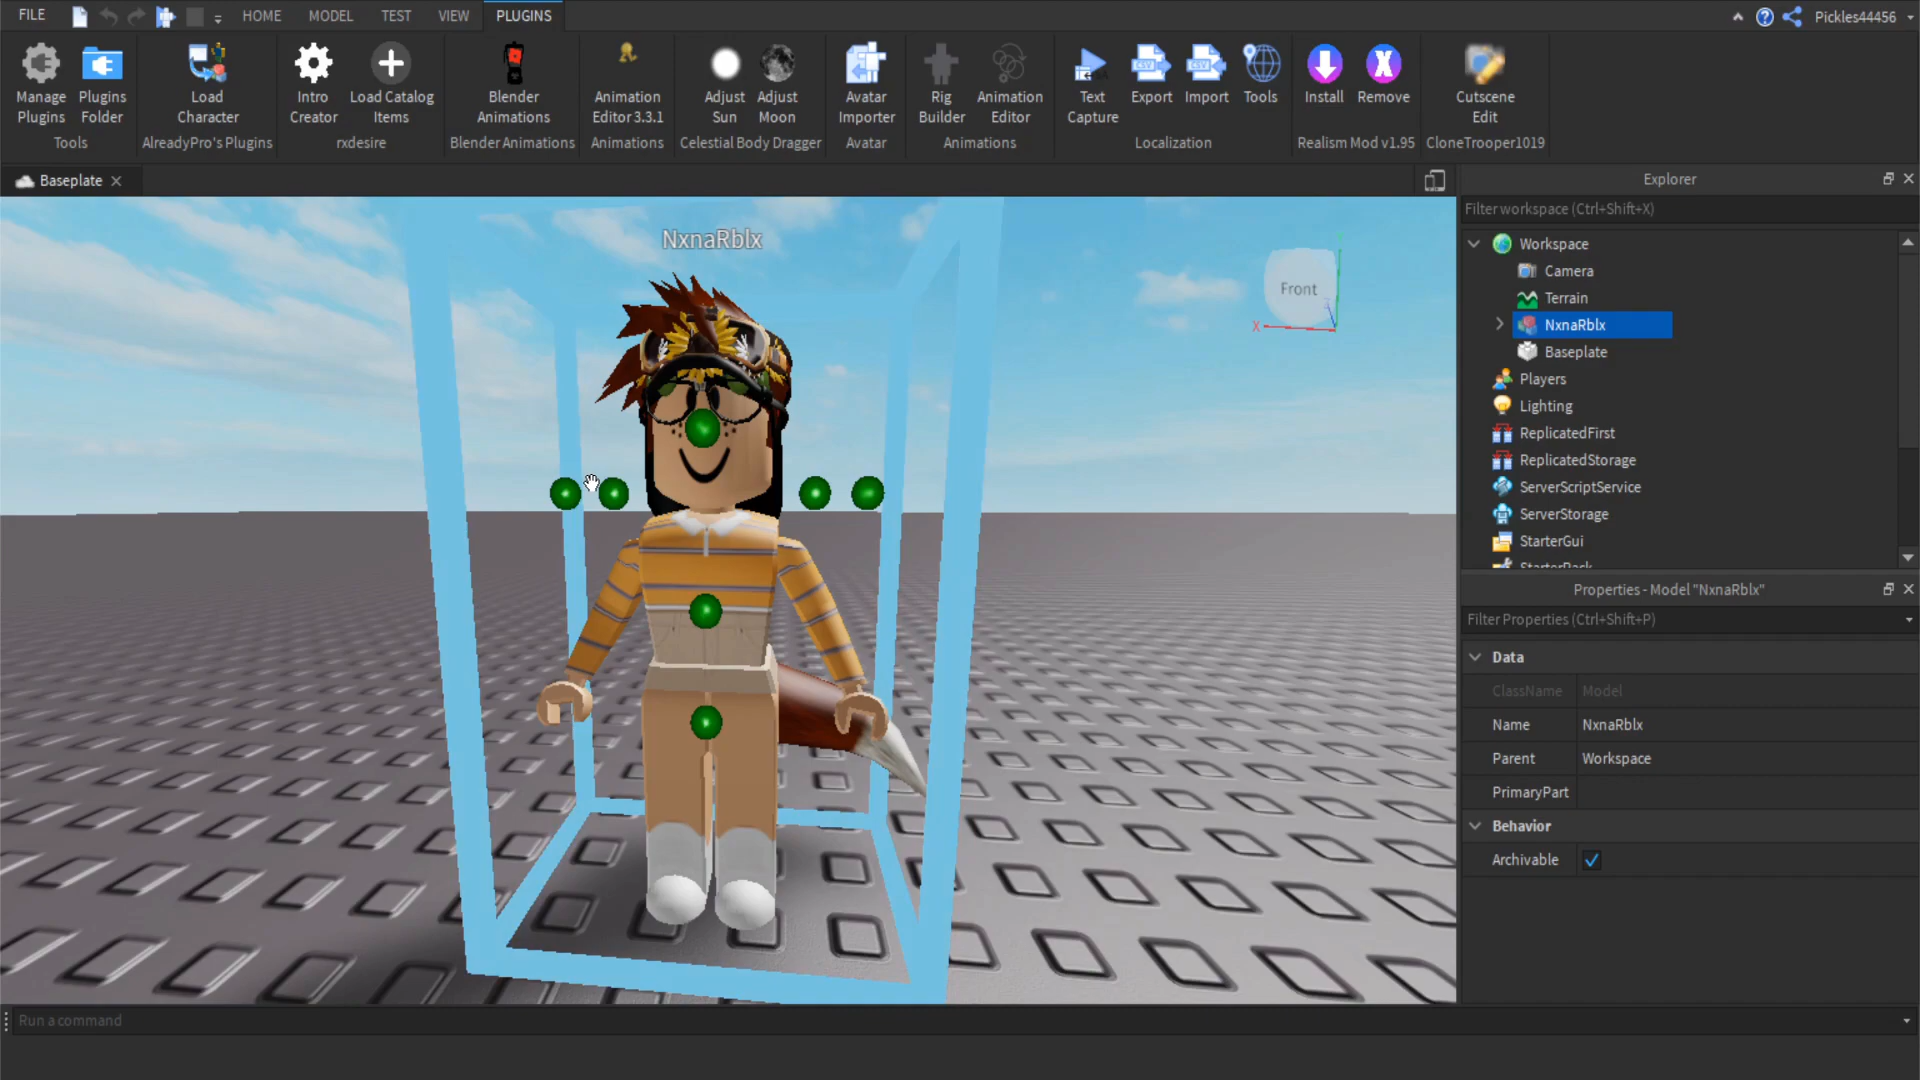 FILE HOME MODEL TEST VIEW PLUGINS Pickles44456
Manage Plugins
Plugins Folder
Tools
Load Character
AlreadyPro's Plugins
Intro Creator
Load Catalog Items
rxdesire
Blender Animations
Blender Animations
Animation Editor 3.3.1
Animations
Adjust Sun
Adjust Moon
Celestial Body Dragger
Avatar Importer
Avatar
Rig Builder
Animation Editor
Animations
Text Capture
Export
Import
Tools
Localization
Install
Remove
Realism Mod v1.95
Cutscene Edit
CloneTrooper1019
Baseplate
NxnaRblx
Front
X
Explorer
Filter workspace (Ctrl+Shift+X)
Workspace
Camera
Terrain
NxnaRblx
Baseplate
Players
Lighting
ReplicatedFirst
ReplicatedStorage
ServerScriptService
ServerStorage
StarterGui
StarterPack
Properties - Model "NxnaRblx"
Filter Properties (Ctrl+Shift+P)
Data
ClassName Model
Name NxnaRblx
Parent Workspace
PrimaryPart
Behavior
Archivable
Run a command